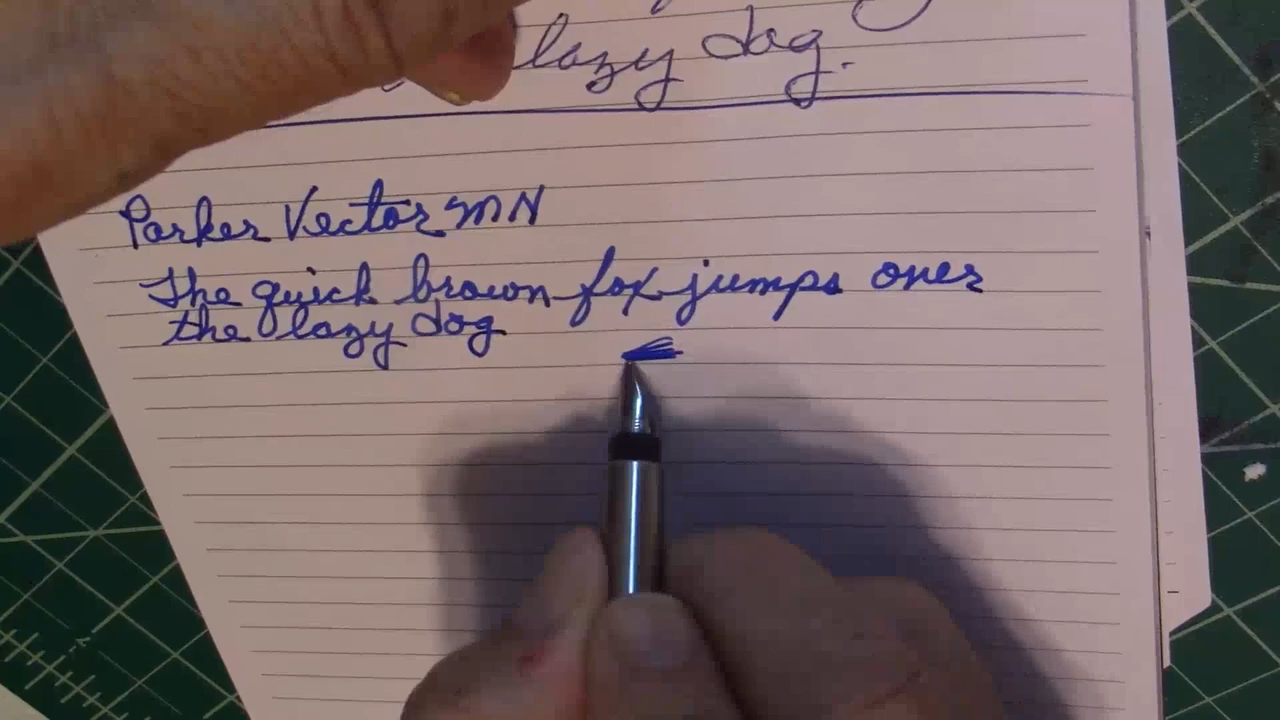 lazy dog.
Parker Vector MN
The quick brown fox jumps over
the lazy dog